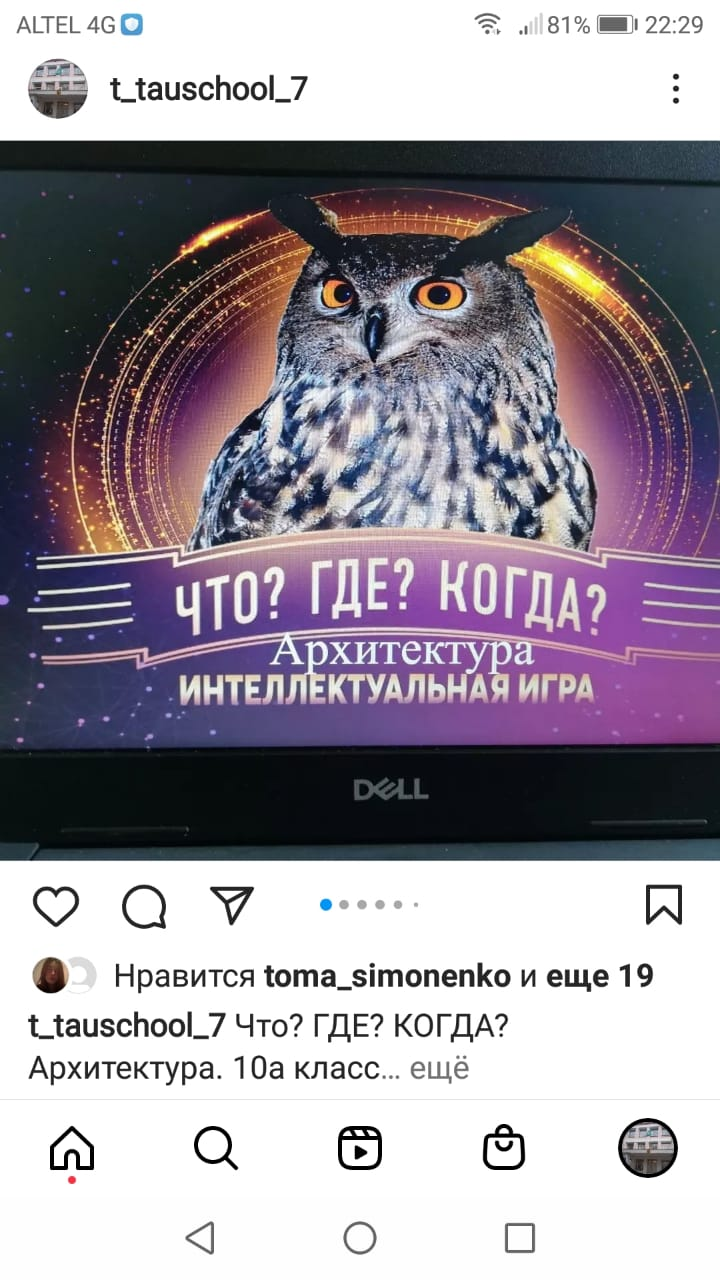 ALTEL 4G 81% 22:29
t_tauschool_7
ЧТО? ГДЕ? КОГДА?
Архитектура
ИНТЕЛЛЕКТУАЛЬНАЯ ИГРА
DELL
Нравится toma_simonenko и еще 19
t_tauschool_7 Что? ГДЕ? КОГДА?
Архитектура. 10а класс... ещё